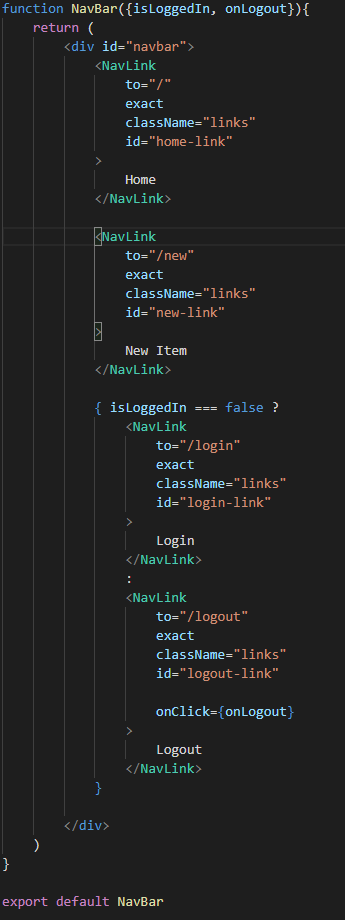 function NavBar({isLoggedIn, onLogout}){
    return (
        <div id="navbar">
            <NavLink
                to="/"
                exact
                className="links"
                id="home-link"
            >
                Home
            </NavLink>

            <NavLink
                to="/new"
                exact
                className="links"
                id="new-link"
            >
                New Item
            </NavLink>

            { isLoggedIn === false ?
                <NavLink
                    to="/login"
                    exact
                    className="links"
                    id="login-link"
                >
                    Login
                </NavLink>
                :
                <NavLink
                    to="/logout"
                    exact
                    className="links"
                    id="logout-link"

                    onClick={onLogout}
                >
                    Logout
                </NavLink>
            }

        </div>
    )
}

export default NavBar